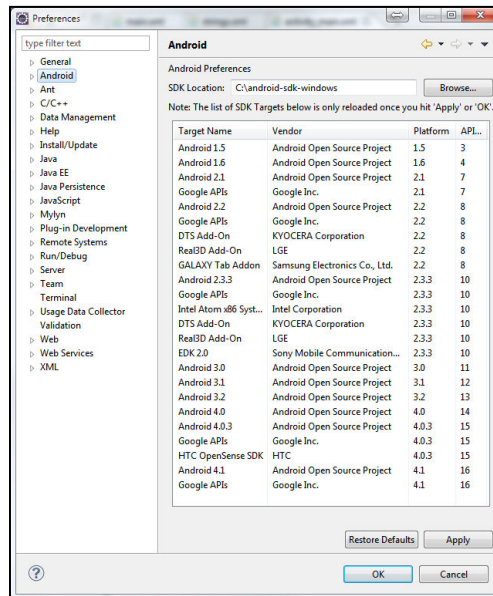 Preferences
type filter text
General
Android
Ant
C/C++
Data Management
Help
Install/Update
Java
Java EE
Java Persistence
JavaScript
Mylyn
Plug-in Development
Remote Systems
Run/Debug
Server
Team
Terminal
Usage Data Collector
Validation
Web
Web Services
XML
Android
Android Preferences
SDK Location: C:\android-sdk-windows Browse...
Note: The list of SDK Targets below is only reloaded once you hit 'Apply' or 'OK'.
Target Name Vendor Platform API...
Android 1.5 Android Open Source Project 1.5 3
Android 1.6 Android Open Source Project 1.6 4
Android 2.1 Android Open Source Project 2.1 7
Google APIs Google Inc. 2.1 7
Android 2.2 Android Open Source Project 2.2 8
Google APIs Google Inc. 2.2 8
DTS Add-On KYOCERA Corporation 2.2 8
Real3D Add-On LGE 2.2 8
GALAXY Tab Addon Samsung Electronics Co., Ltd. 2.2 8
Android 2.3.3 Android Open Source Project 2.3.3 10
Google APIs Google Inc. 2.3.3 10
Intel Atom x86 Syst... Intel Corporation 2.3.3 10
DTS Add-On KYOCERA Corporation 2.3.3 10
Real3D Add-On LGE 2.3.3 10
EDK 2.0 Sony Mobile Communication... 2.3.3 10
Android 3.0 Android Open Source Project 3.0 11
Android 3.1 Android Open Source Project 3.1 12
Android 3.2 Android Open Source Project 3.2 13
Android 4.0 Android Open Source Project 4.0 14
Android 4.0.3 Android Open Source Project 4.0.3 15
Google APIs Google Inc. 4.0.3 15
HTC OpenSense SDK HTC 4.0.3 15
Android 4.1 Android Open Source Project 4.1 16
Google APIs Google Inc. 4.1 16
Restore Defaults Apply
OK Cancel